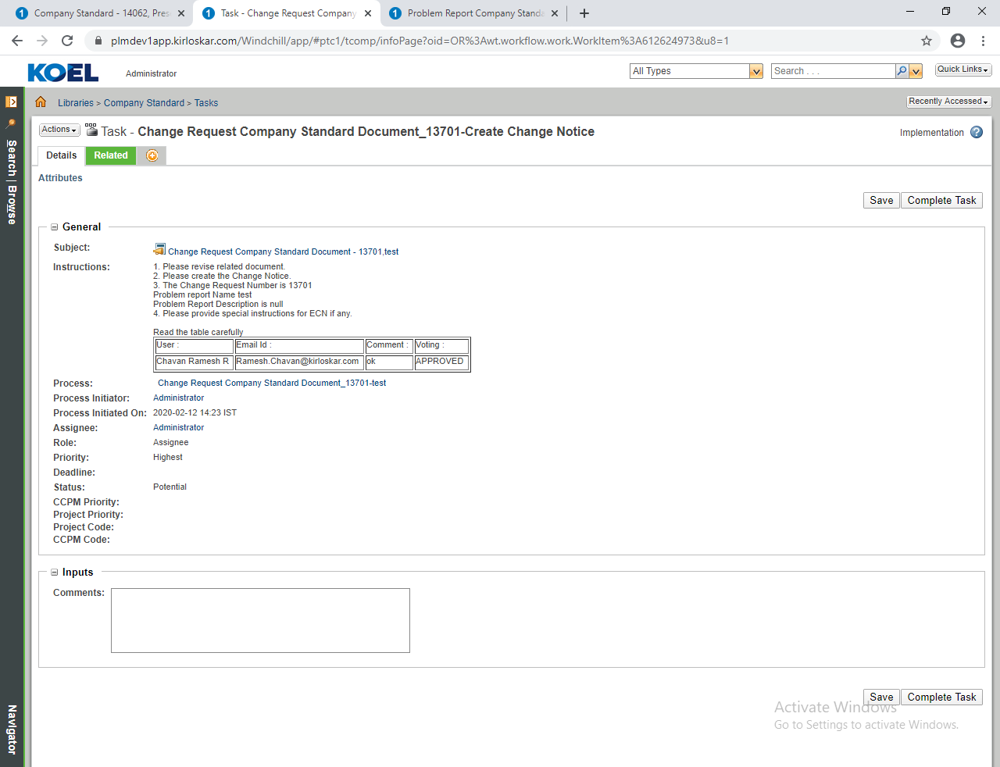 Company Standard - 14062, Pres
Task - Change Request Company
Problem Report Company Standa
plmdev1app.kirloskar.com/Windchill/app/#ptc1/tcomp/infoPage?oid=OR%3Awt.workflow.work.WorkItem%3A612624973&u8=1
KOEL
Administrator
All Types
Search . . .
Quick Links
Libraries > Company Standard > Tasks
Recently Accessed
Actions
Task - Change Request Company Standard Document_13701-Create Change Notice
Implementation
Details
Related
Search | Browse
Attributes
Save
Complete Task
General
Subject:
Change Request Company Standard Document - 13701,test
Instructions:
1. Please revise related document.
2. Please create the Change Notice.
3. The Change Request Number is 13701
Problem report Name test
Problem Report Description is null
4. Please provide special instructions for ECN if any.
Read the table carefully
User : Email Id : Comment : Voting :
Chavan Ramesh R Ramesh.Chavan@kirloskar.com ok APPROVED
Process: Change Request Company Standard Document_13701-test
Process Initiator: Administrator
Process Initiated On: 2020-02-12 14:23 IST
Assignee: Administrator
Role: Assignee
Priority: Highest
Deadline:
Status: Potential
CCPM Priority:
Project Priority:
Project Code:
CCPM Code:
Inputs
Comments:
Save
Complete Task
Activate Windows
Go to Settings to activate Windows.
Navigator